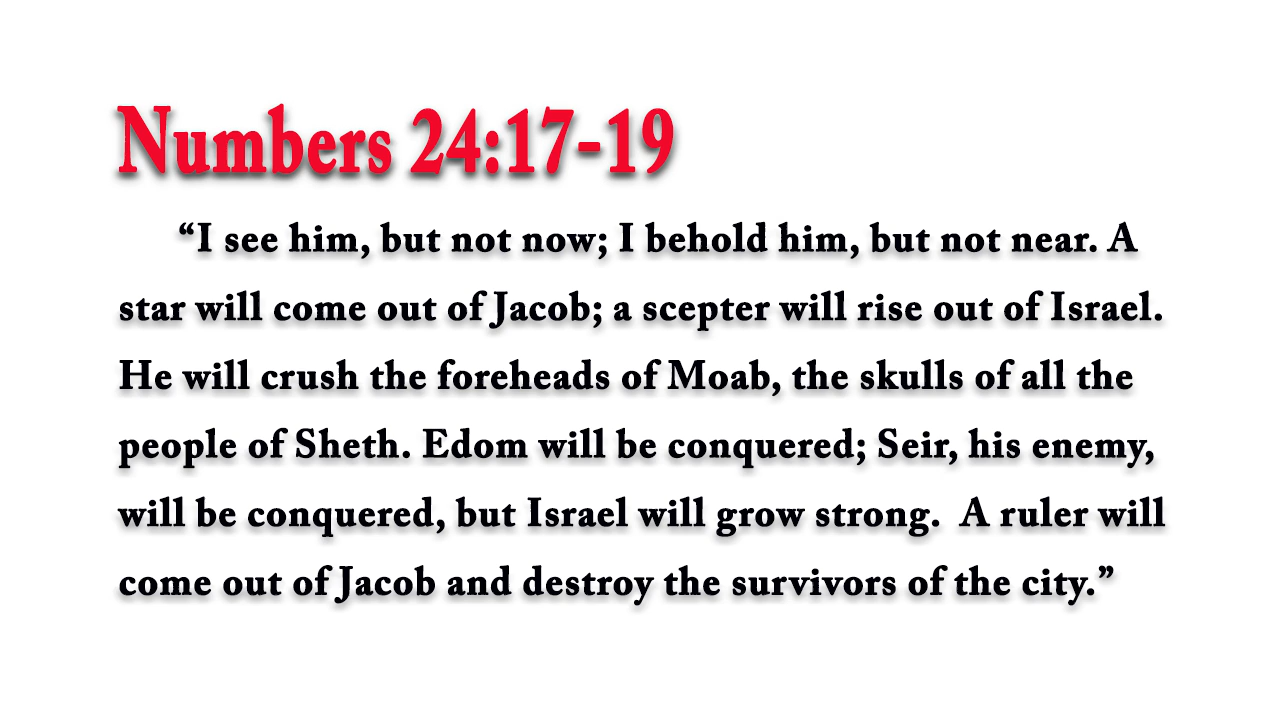 Numbers 24:17-19
“I see him, but not now; I behold him, but not near. A
star will come out of Jacob; a scepter will rise out of Israel.
He will crush the foreheads of Moab, the skulls of all the
people of Sheth. Edom will be conquered; Seir, his enemy,
will be conquered, but Israel will grow strong.  A ruler will
come out of Jacob and destroy the survivors of the city.”